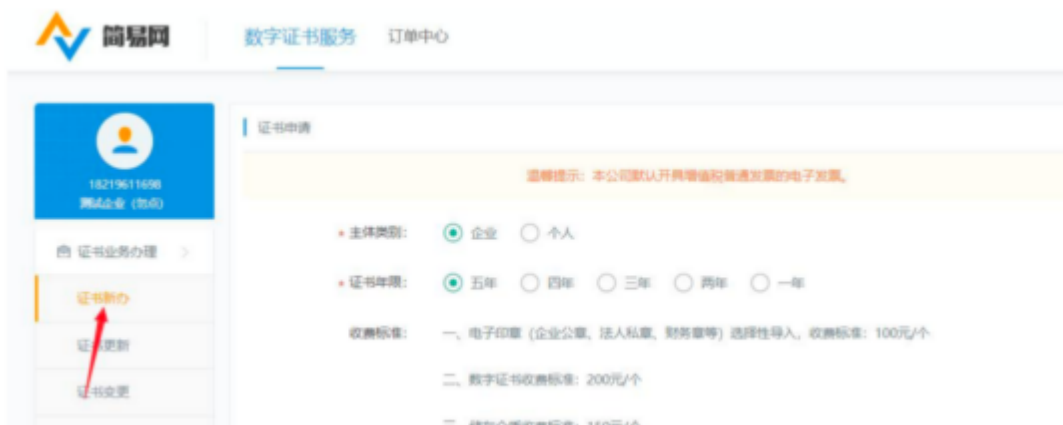 简易网
数字证书服务 订单中心
18219611698
测试企业（勿点）
证书业务办理
证书新办
证书更新
证书变更
证书申请
温馨提示：本公司默认开具增值税普通发票的电子发票。
* 主体类别： 企业 个人
* 证书年限： 五年 四年 三年 两年 一年
收费标准： 一、电子印章（企业公章、法人私章、财务章等）选择性导入，收费标准：100元/个
二、数字证书收费标准：200元/个